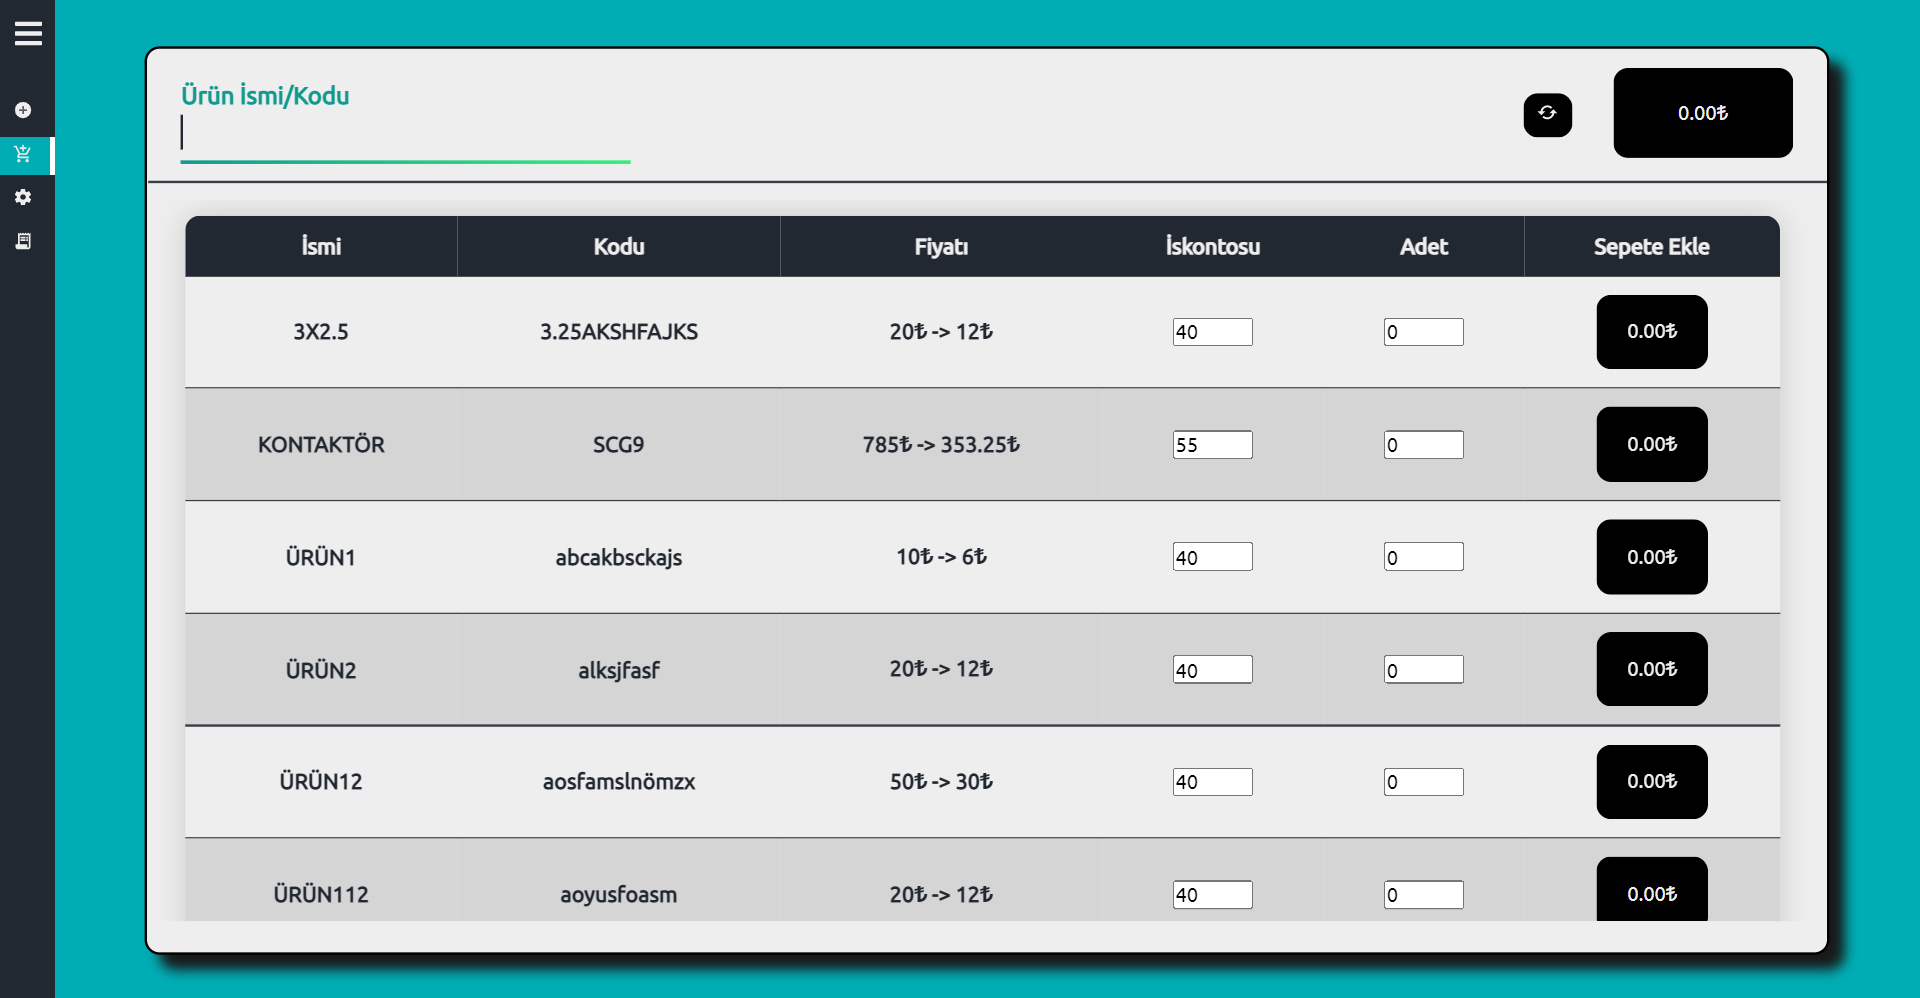 Ürün İsmi/Kodu
0.00₺
İsmi Kodu Fiyatı İskontosu Adet Sepete Ekle
3X2.5 3.25AKSHFAJKS 20₺ -> 12₺ 40 0 0.00₺
KONTAKTÖR SCG9 785₺ -> 353.25₺ 55 0 0.00₺
ÜRÜN1 abcakbsckajs 10₺ -> 6₺ 40 0 0.00₺
ÜRÜN2 alksjfasf 20₺ -> 12₺ 40 0 0.00₺
ÜRÜN12 aosfamslnömzx 50₺ -> 30₺ 40 0 0.00₺
ÜRÜN112 aoyusfoasm 20₺ -> 12₺ 40 0 0.00₺